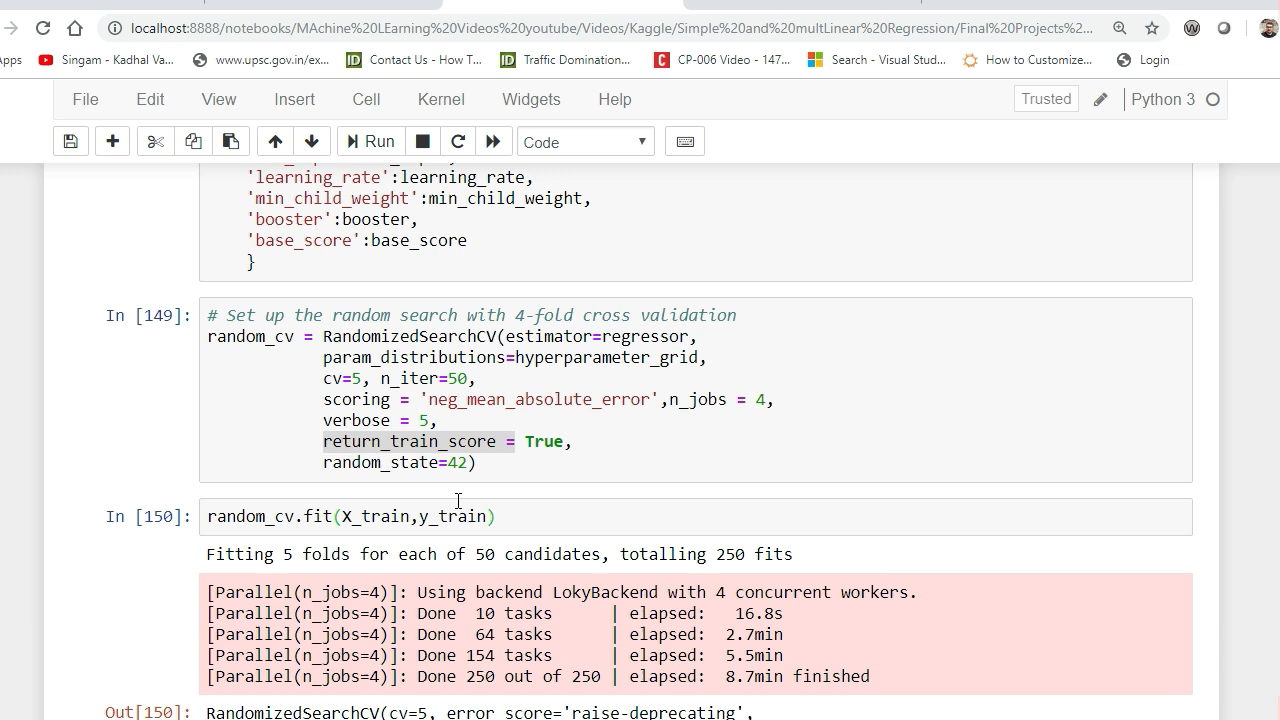 localhost:8888/notebooks/MAchine%20LEarning%20Videos%20youtube/Videos/Kaggle/Simple%20and%20multLinear%20Regression/Final%20Projects%2...
Apps
Singam - Kadhal Va...
www.upsc.gov.in/ex...
Contact Us - How T...
Traffic Domination...
CP-006 Video - 147...
Search - Visual Stud...
How to Customize...
Login
File Edit View Insert Cell Kernel Widgets Help
Trusted
Python 3
Run
Code
'learning_rate':learning_rate,
'min_child_weight':min_child_weight,
'booster':booster,
'base_score':base_score
}
In [149]:
# Set up the random search with 4-fold cross validation
random_cv = RandomizedSearchCV(estimator=regressor,
param_distributions=hyperparameter_grid,
cv=5, n_iter=50,
scoring = 'neg_mean_absolute_error',n_jobs = 4,
verbose = 5,
return_train_score = True,
random_state=42)
In [150]:
random_cv.fit(X_train,y_train)
Fitting 5 folds for each of 50 candidates, totalling 250 fits
[Parallel(n_jobs=4)]: Using backend LokyBackend with 4 concurrent workers.
[Parallel(n_jobs=4)]: Done 10 tasks | elapsed: 16.8s
[Parallel(n_jobs=4)]: Done 64 tasks | elapsed: 2.7min
[Parallel(n_jobs=4)]: Done 154 tasks | elapsed: 5.5min
[Parallel(n_jobs=4)]: Done 250 out of 250 | elapsed: 8.7min finished
Out[150]:
RandomizedSearchCV(cv=5, error_score='raise-deprecating',